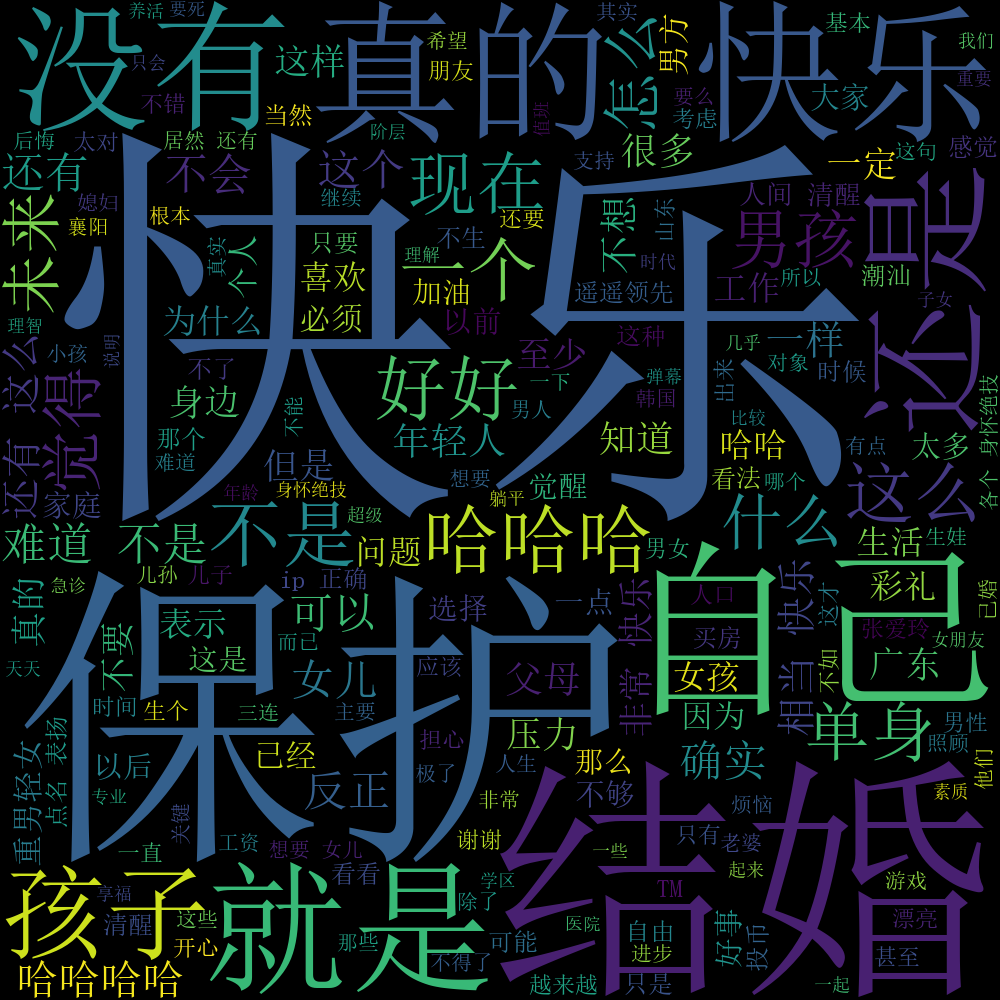 养活
要死
没有
真的
快乐
怎么
男方
其实
希望
朋友
这样
只会
不错
当然
基本
大家
我们
重要
要么
考虑
值班
阶层
后悔
太对
居然
还有
还有
不会
这个
现在
很多
支持
一定
这句
感觉
媳妇
襄阳
根本
继续
还要
不生
不想
山东
人间
清醒
男孩
还是
未来
真实
个人
只要
喜欢
理解
一个
加油
必须
以前
遥遥领先
时代
工作
所以
潮汕
子女
快乐
理智
小孩
说明
为什么
至少
这种
几乎
一样
对象
时候
出来
这么
觉得
不了
身边
不能
好好
一下
男人
弹幕
韩国
比较
各个
身怀绝技
还有
家庭
那个
难道
但是
年轻人
知道
哈哈
看法
哪个
有点
太多
年龄
身怀绝技
想要
躺平
觉醒
超级
这么
难道
不是
不是
问题
哈哈哈
男女
什么
生活
生娃
儿孙
儿子
ip
正确
急诊
真的
保护
自己
彩礼
已婚
表示
可以
选择
一点
快乐
人口
快乐
这才
张爱玲
女朋友
不要
这是
而已
女儿
应该
父母
买房
女孩
非常
相当
不如
广东
天天
时间
生个
三连
主要
担心
压力
因为
单身
男性
照顾
他们
重男轻女
点名
表扬
以后
已经
反正
极了
人生
那么
确实
专业
非常
不够
烦恼
素质
关键
一直
工资
想要
女儿
看看
谢谢
只有
老婆
一些
起来
孩子
就是
结婚
享福
清醒
这些
开心
那些
学区
除了
TM
游戏
漂亮
医院
自由
进步
好事
投币
哈哈哈哈
可能
不得了
越来越
只是
甚至
一起